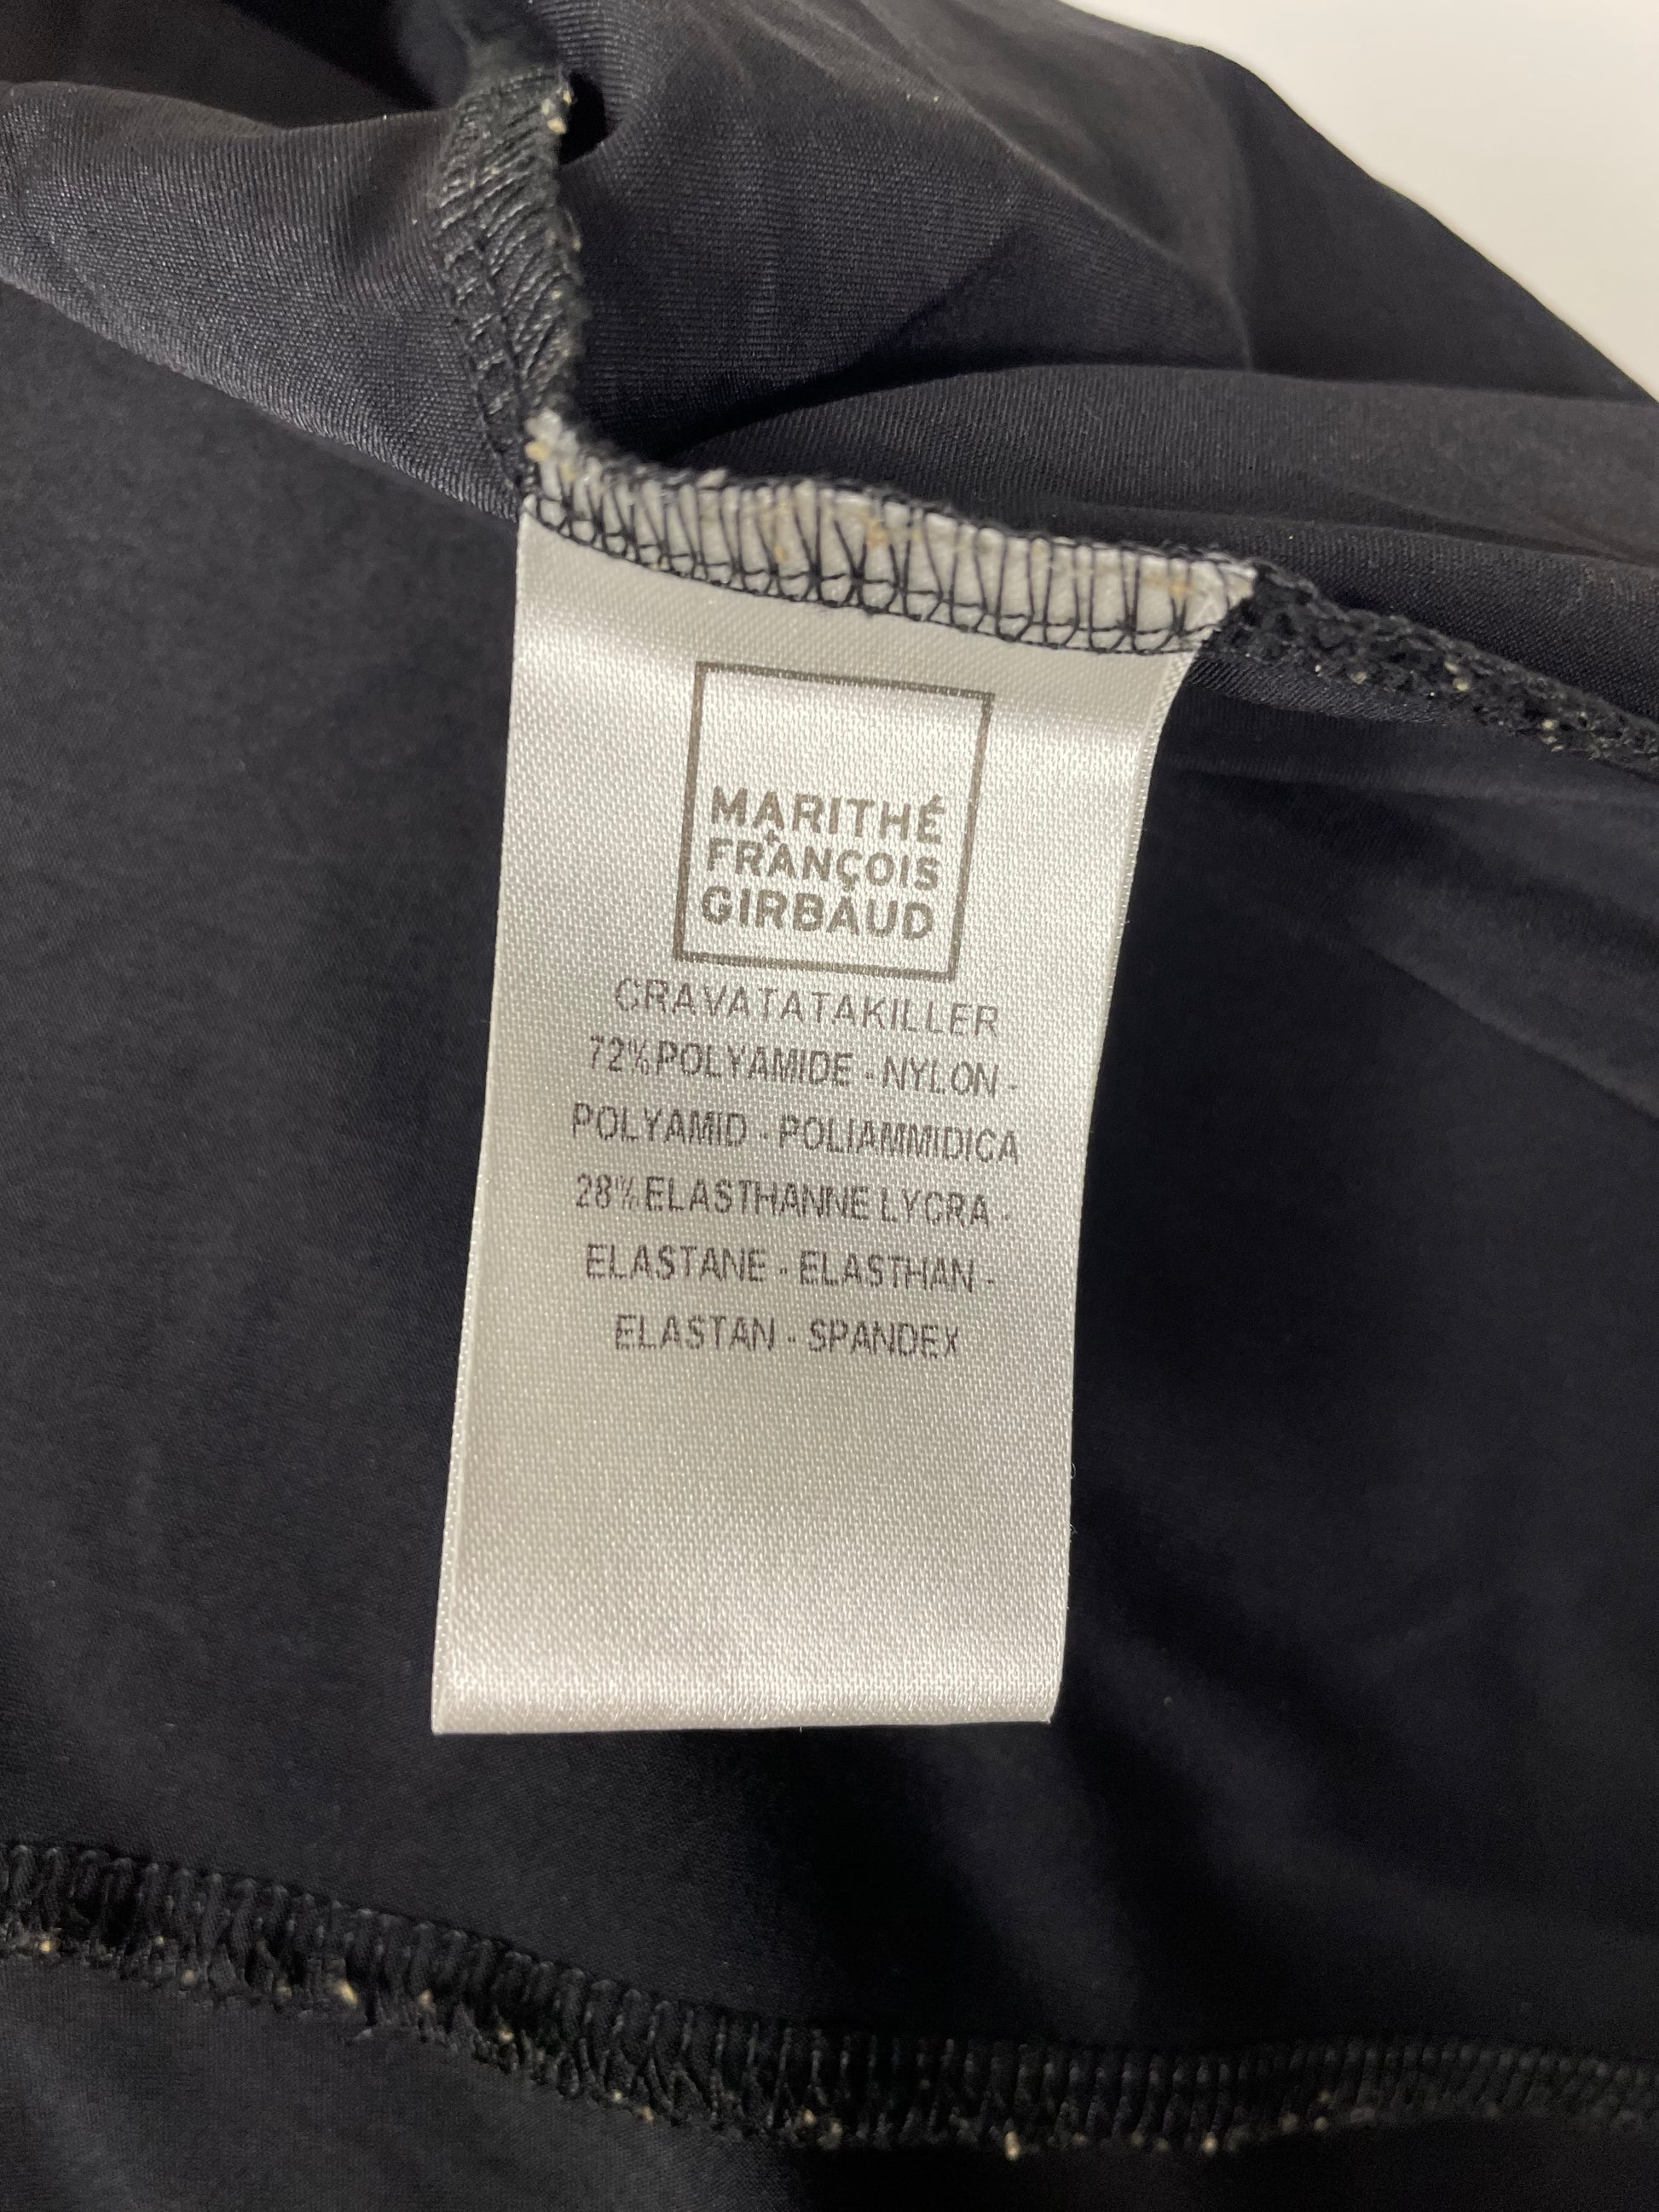 MARITHÉ
+
FRANÇOIS
GIRBAUD
CRAVATATAKILLER
72%POLYAMIDE - NYLON -
POLYAMID - POLIAMMIDICA
28%ELASTHANNE LYCRA -
ELASTANE - ELASTHAN -
ELASTAN - SPANDEX